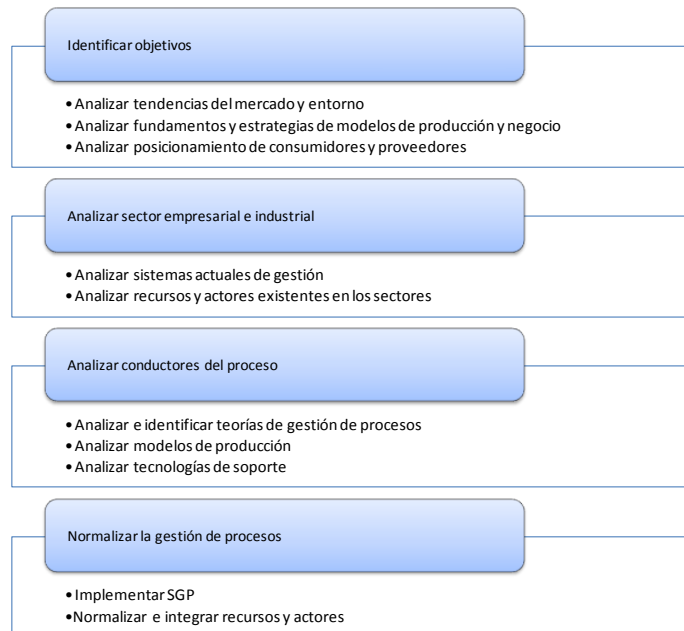 Identificar objetivos
• Analizar tendencias del mercado y entorno
• Analizar fundamentos y estrategias de modelos de producción y negocio
• Analizar posicionamiento de consumidores y proveedores
Analizar sector empresarial e industrial
• Analizar sistemas actuales de gestión
• Analizar recursos y actores existentes en los sectores
Analizar conductores del proceso
• Analizar e identificar teorías de gestión de procesos
• Analizar modelos de producción
• Analizar tecnologías de soporte
Normalizar la gestión de procesos
• Implementar SGP
• Normalizar e integrar recursos y actores